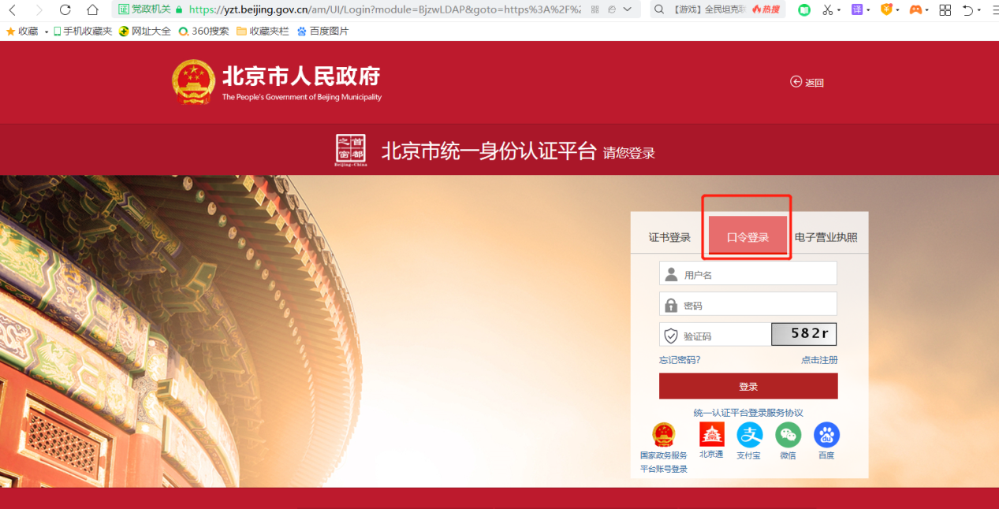 证 党政机关 https://yzt.beijing.gov.cn/am/UI/Login?module=BjzwLDAP&goto=https%3A%2F%2 【游戏】全民坦克联 热搜 译
收藏 手机收藏夹 网址大全 360搜索 收藏夹栏 百度图片
北京市人民政府
The People's Government of Beijing Municipality
返回
首都之窗
Beijing-China
北京市统一身份认证平台 请您登录
证书登录 口令登录 电子营业执照
用户名
密码
验证码 582r
忘记密码? 点击注册
登录
统一认证平台登录服务协议
国家政务服务平台账号登录 北京通 支付宝 微信 百度